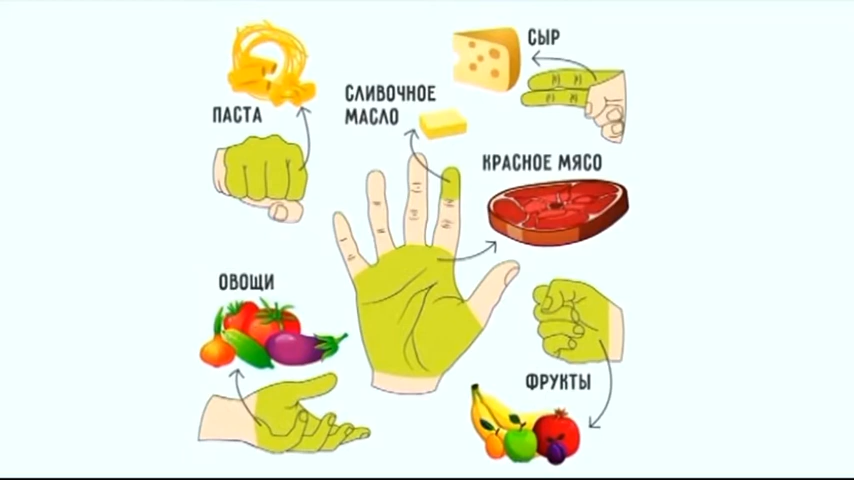 СЫР
СЛИВОЧНОЕ
МАСЛО
ПАСТА
КРАСНОЕ МЯСО
ОВОЩИ
ФРУКТЫ